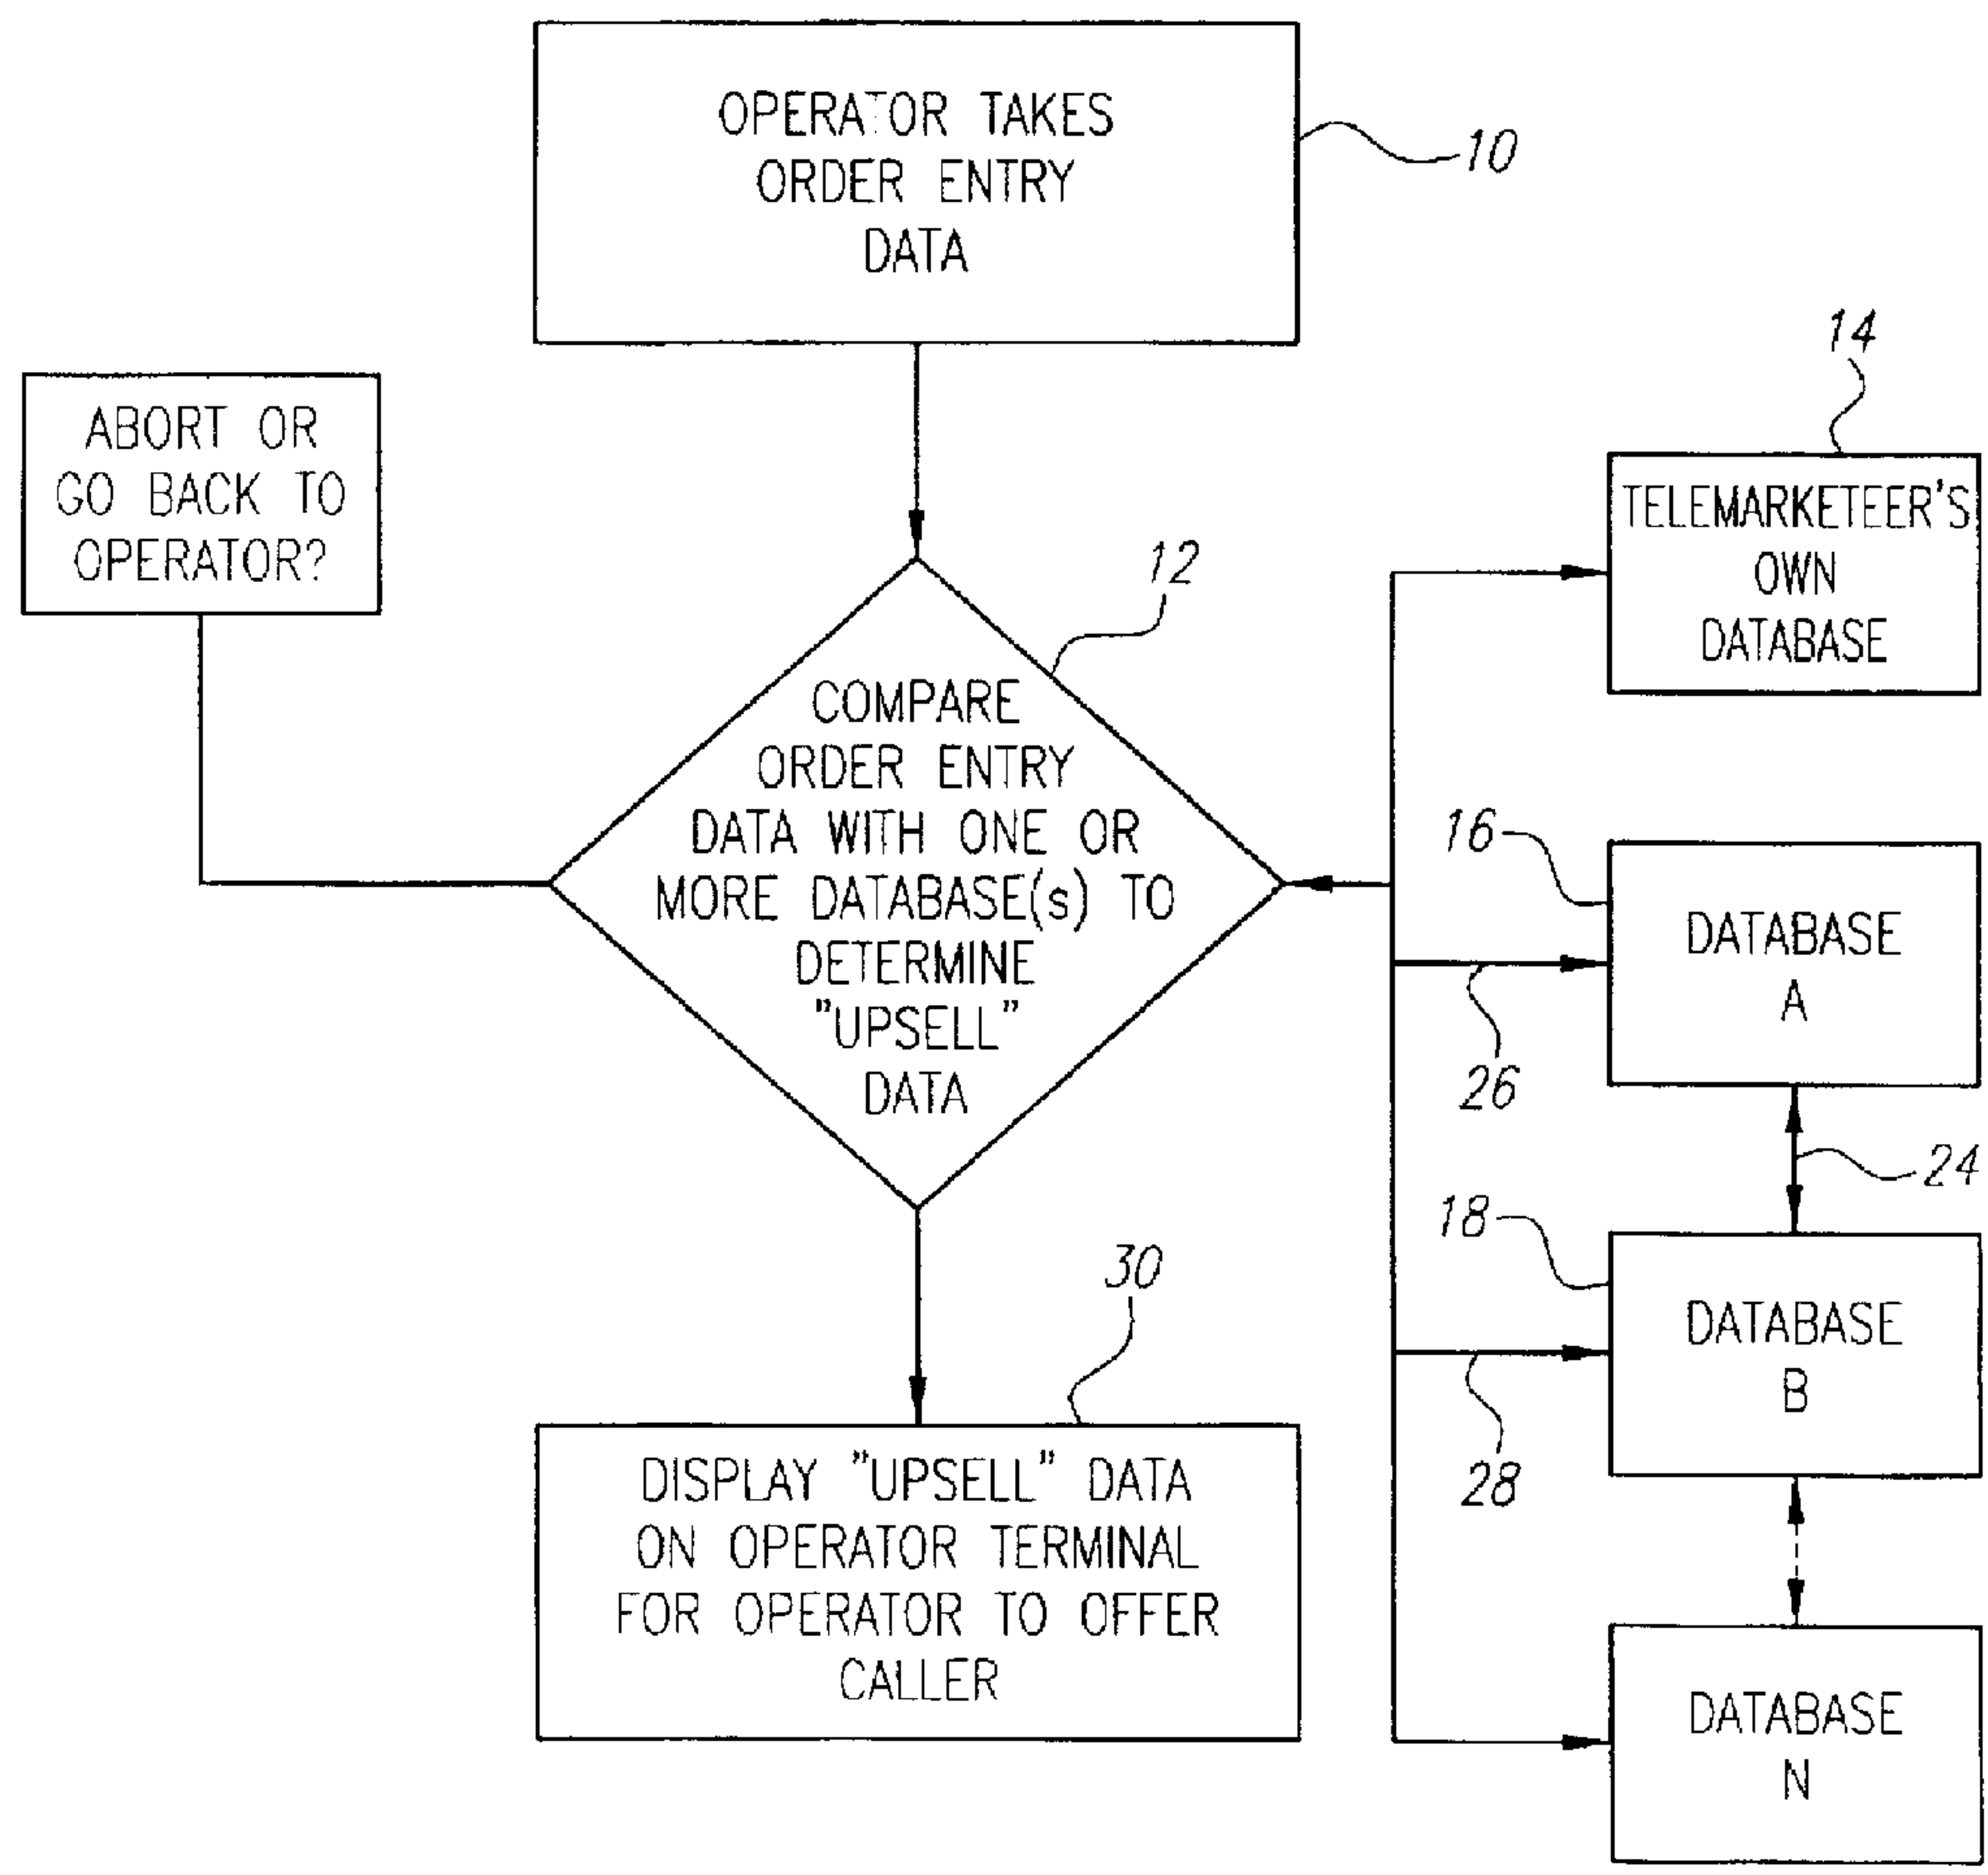 OPERATOR TAKES
ORDER ENTRY
DATA
10
ABORT OR
GO BACK TO
OPERATOR?
12
COMPARE
ORDER ENTRY
DATA WITH ONE OR
MORE DATABASE(s) TO
DETERMINE
"UPSELL"
DATA
14
TELEMARKETEER'S
OWN
DATABASE
16
DATABASE
A
26
24
18
DATABASE
B
28
30
DISPLAY "UPSELL" DATA
ON OPERATOR TERMINAL
FOR OPERATOR TO OFFER
CALLER
DATABASE
N